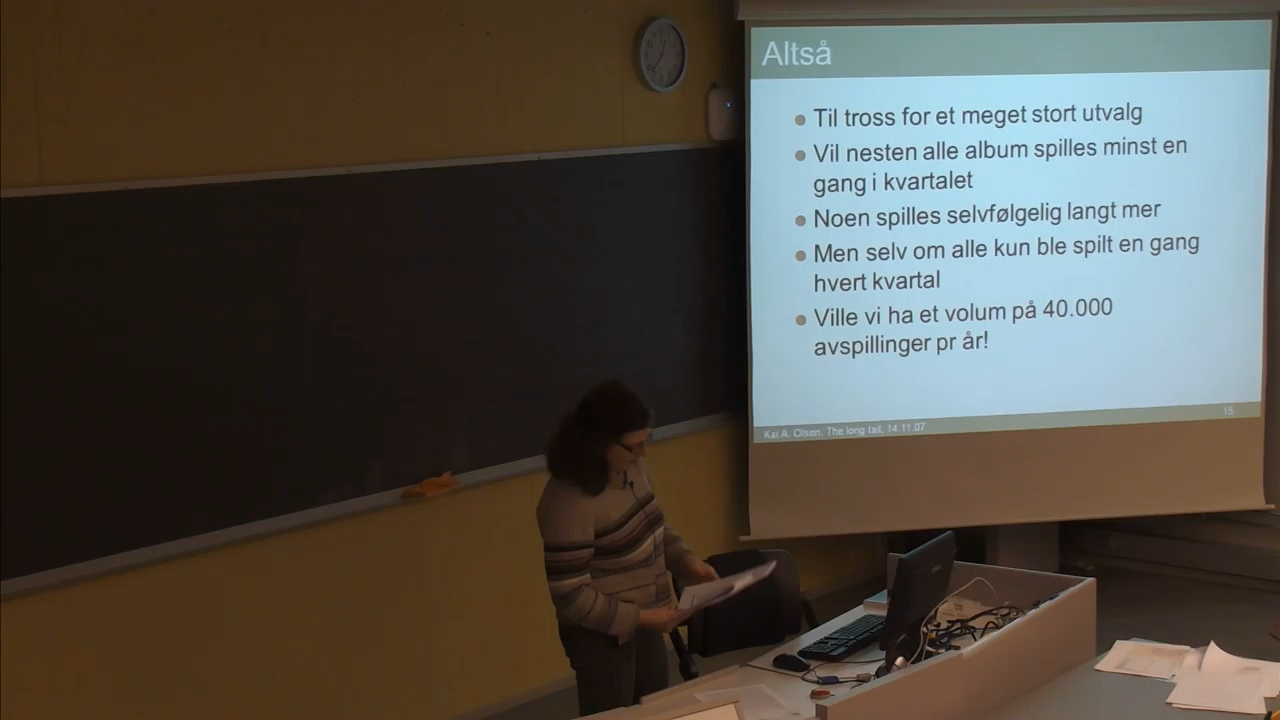 Altså
Til tross for et meget stort utvalg
Vil nesten alle album spilles minst en
gang i kvartalet
Noen spilles selvfølgelig langt mer
Men selv om alle kun ble spilt en gang
hvert kvartal
Ville vi ha et volum på 40.000
avspillinger pr år!
Kai A. Olsen, The long tail, 14.11.07
15